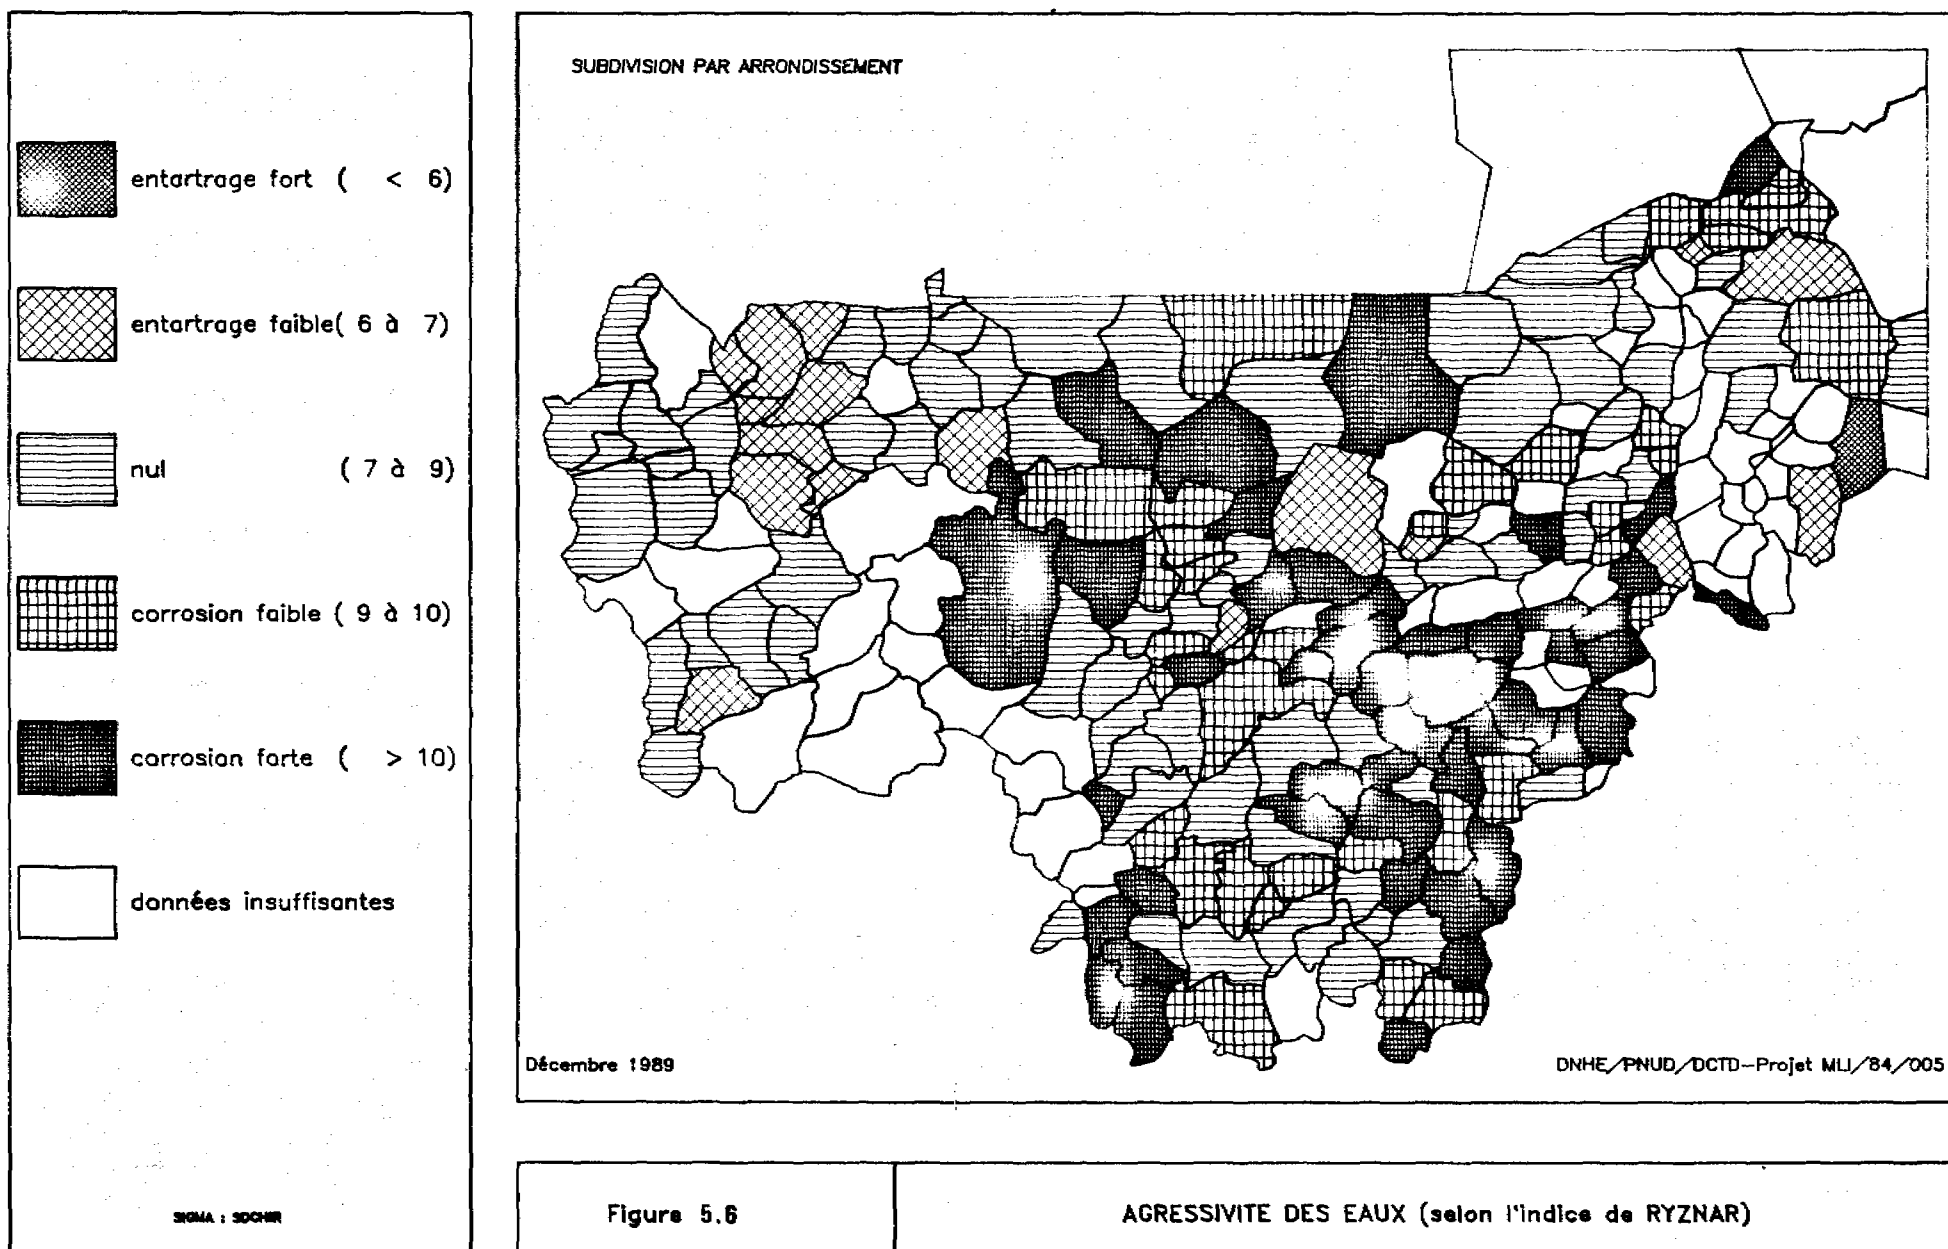 SUBDIVISION PAR ARRONDISSEMENT
entartrage fort ( < 6)
entartrage faible( 6 à 7)
nul ( 7 à 9)
corrosion faible ( 9 à 10)
corrosion forte ( > 10)
données insuffisantes
SIGMA : SDCHIR
Décembre 1989
DNHE/PNUD/DCTD-Projet MLI/84/005
Figure 5.6
AGRESSIVITE DES EAUX (selon l'indice de RYZNAR)